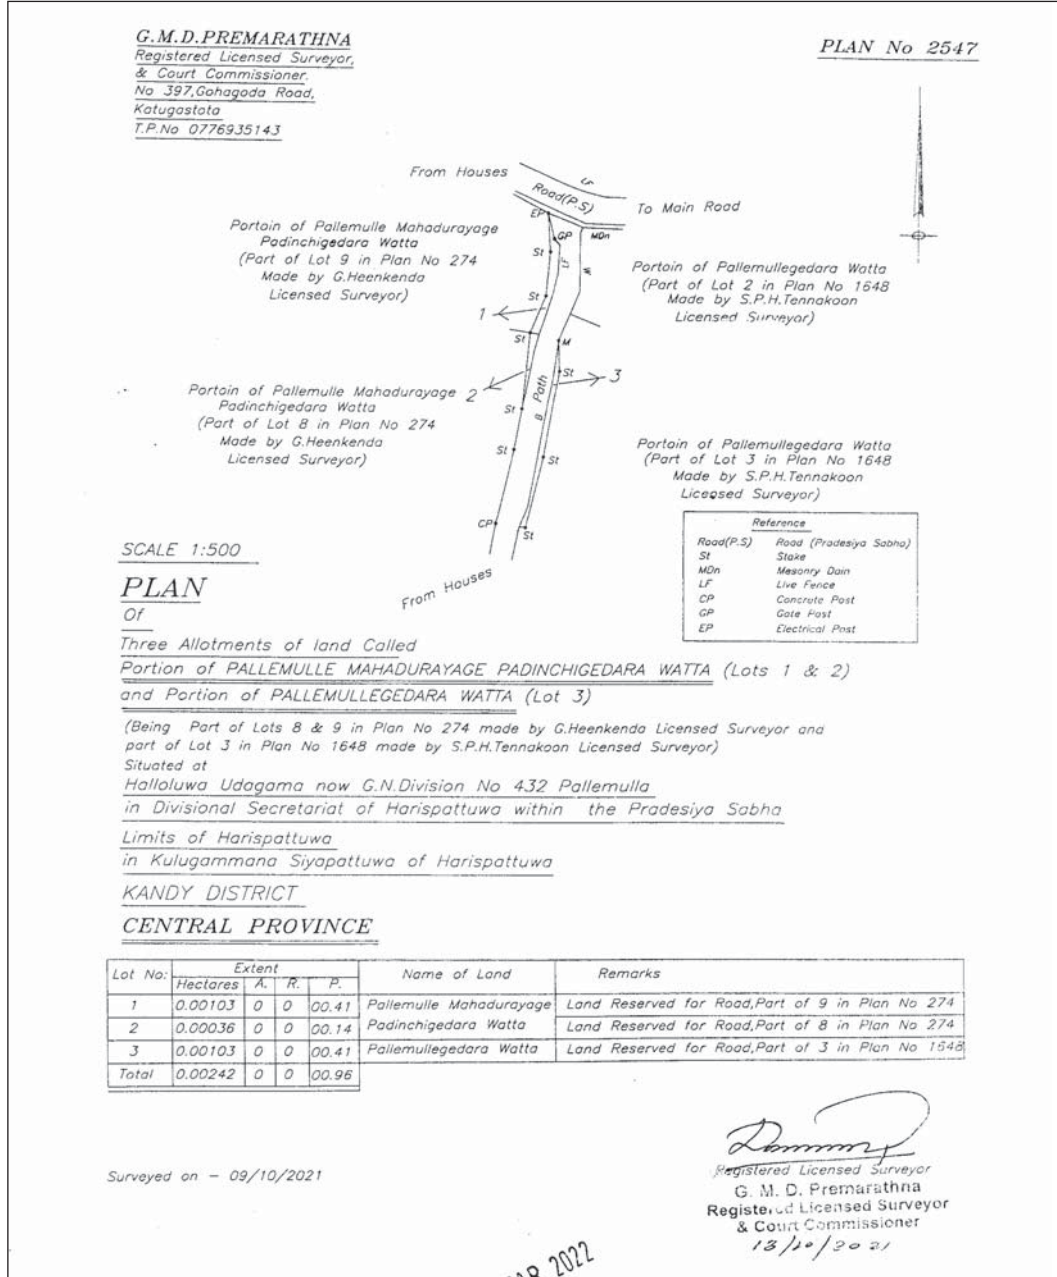 G.M.D.PREMARATHNA
Registered Licensed Surveyor,
& Court Commissioner.
No 397,Gohagoda Road,
Katugastota
T.P.No 0776935143
PLAN No 2547
From Houses
LF
Road(P.S)
To Main Road
EP
GP
MDn
Portoin of Pallemulle Mahadurayage
Padinchigedara Watta
(Part of Lot 9 in Plan No 274
Made by G.Heenkenda
Licensed Surveyor)
St
LF
Portoin of Pallemullegedara Watta
(Part of Lot 2 in Plan No 1648
Made by S.P.H.Tennakoon
Licensed Surveyor)
St
1
St
M
St
3
Portoin of Pallemulle Mahadurayage
Padinchigedara Watta
(Part of Lot 8 in Plan No 274
Made by G.Heenkenda
Licensed Surveyor)
2
B Path
St
St
St
Portoin of Pallemullegedara Watta
(Part of Lot 3 in Plan No 1648
Made by S.P.H.Tennakoon
Licensed Surveyor)
CP
St
From Houses
Reference
Road(P.S) Road (Pradesiya Sabha)
St Stake
MDn Masonry Dain
LF Live Fence
CP Concrete Post
GP Gate Post
EP Electrical Post
SCALE 1:500
PLAN
Of
Three Allotments of land Called
Portion of PALLEMULLE MAHADURAYAGE PADINCHIGEDARA WATTA (Lots 1 & 2)
and Portion of PALLEMULLEGEDARA WATTA (Lot 3)
(Being Part of Lots 8 & 9 in Plan No 274 made by G.Heenkenda Licensed Surveyor and
part of Lot 3 in Plan No 1648 made by S.P.H.Tennakoon Licensed Surveyor)
Situated at
Halloluwa Udagama now G.N.Division No 432 Pallemulla
in Divisional Secretariat of Harispattuwa within the Pradesiya Sabha
Limits of Harispattuwa
in Kulugammana Siyapattuwa of Harispattuwa
KANDY DISTRICT
CENTRAL PROVINCE
Lot No: Extent Name of Land Remarks
Hectares A. R. P.
1 0.00103 0 0 00.41 Pallemulle Mahadurayage Land Reserved for Road,Part of 9 in Plan No 274
2 0.00036 0 0 00.14 Padinchigedara Watta Land Reserved for Road,Part of 8 in Plan No 274
3 0.00103 0 0 00.41 Pallemullegedara Watta Land Reserved for Road,Part of 3 in Plan No 1648
Total 0.00242 0 0 00.96
Surveyed on - 09/10/2021
Registered Licensed Surveyor
G. M. D. Premarathna
Registered Licensed Surveyor
& Court Commissioner
13/10/2021
2022